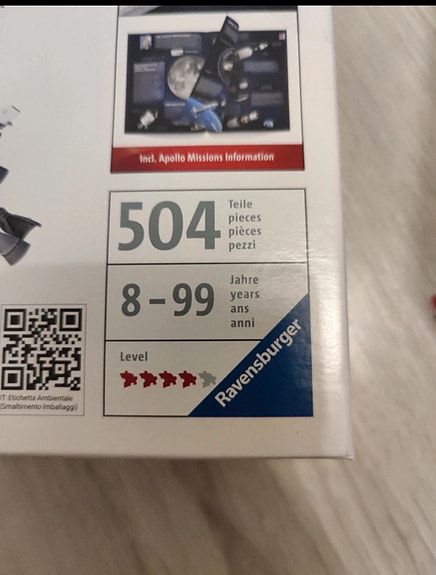 Incl. Apollo Missions Information
504
Teile
pieces
pièces
pezzi
8-99
Jahre
years
ans
anni
Level
Ravensburger
IT: Etichetta Ambientale
(Smaltimento imballaggi)